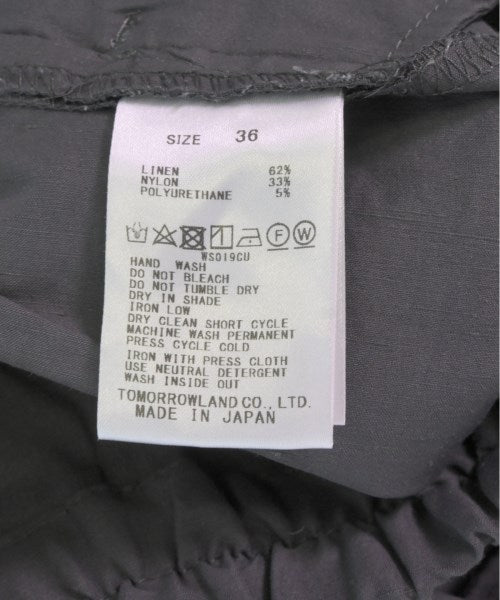 SIZE 36
LINEN 62%
NYLON 33%
POLYURETHANE 5%
P W
WS019CU
HAND WASH
DO NOT BLEACH
DO NOT TUMBLE DRY
DRY IN SHADE
IRON LOW
DRY CLEAN SHORT CYCLE
MACHINE WASH PERMANENT
PRESS CYCLE COLD
IRON WITH PRESS CLOTH
USE NEUTRAL DETERGENT
WASH INSIDE OUT
TOMORROWLAND CO., LTD.
MADE IN JAPAN